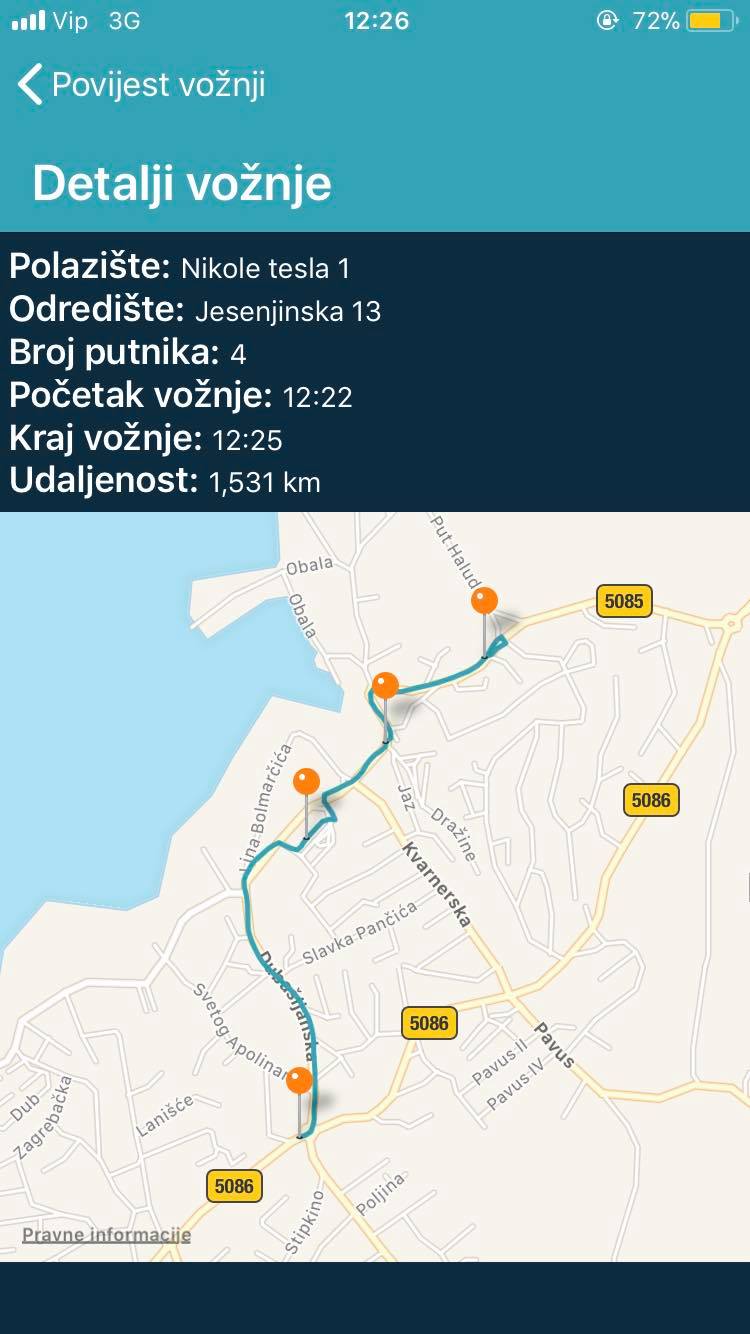 Vip 3G 12:26 72%
Povijest vožnji
Detalji vožnje
Polazište: Nikole tesla 1
Odredište: Jesenjinska 13
Broj putnika: 4
Početak vožnje: 12:22
Kraj vožnje: 12:25
Udaljenost: 1,531 km
Put Halud
Obala
5085
Obala
Lina Bolmarčića
Jaz
5086
Dražine
Kvarnerska
Slavka Pančića
Dubašljanska
Svetog Apolinar
5086
Pavus
Pavus II
Pavus IV
Dub
Zagrebačka
Lanišće
5086
Poljina
Stipkino
Pravne informacije